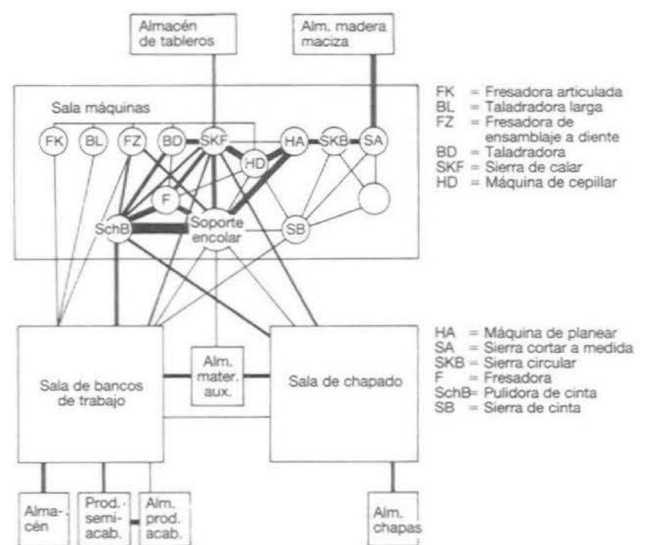 Almacén
de tableros
Alm. madera
maciza
Sala máquinas
FK
BL
FZ
BD
SKF
HD
HA
SKB
SA
F
SchB
Soporte
encolar
SB
FK = Fresadora articulada
BL = Taladradora larga
FZ = Fresadora de
ensamblaje a diente
BD = Taladradora
SKF = Sierra de calar
HD = Máquina de cepillar
HA = Máquina de planear
SA = Sierra cortar a medida
SKB = Sierra circular
F = Fresadora
SchB= Pulidora de cinta
SB = Sierra de cinta
Sala de bancos
de trabajo
Alm.
mater.
aux.
Sala de chapado
Alma-
cén
Prod.
semi-
acab.
Alm.
prod.
acab.
Alm.
chapas